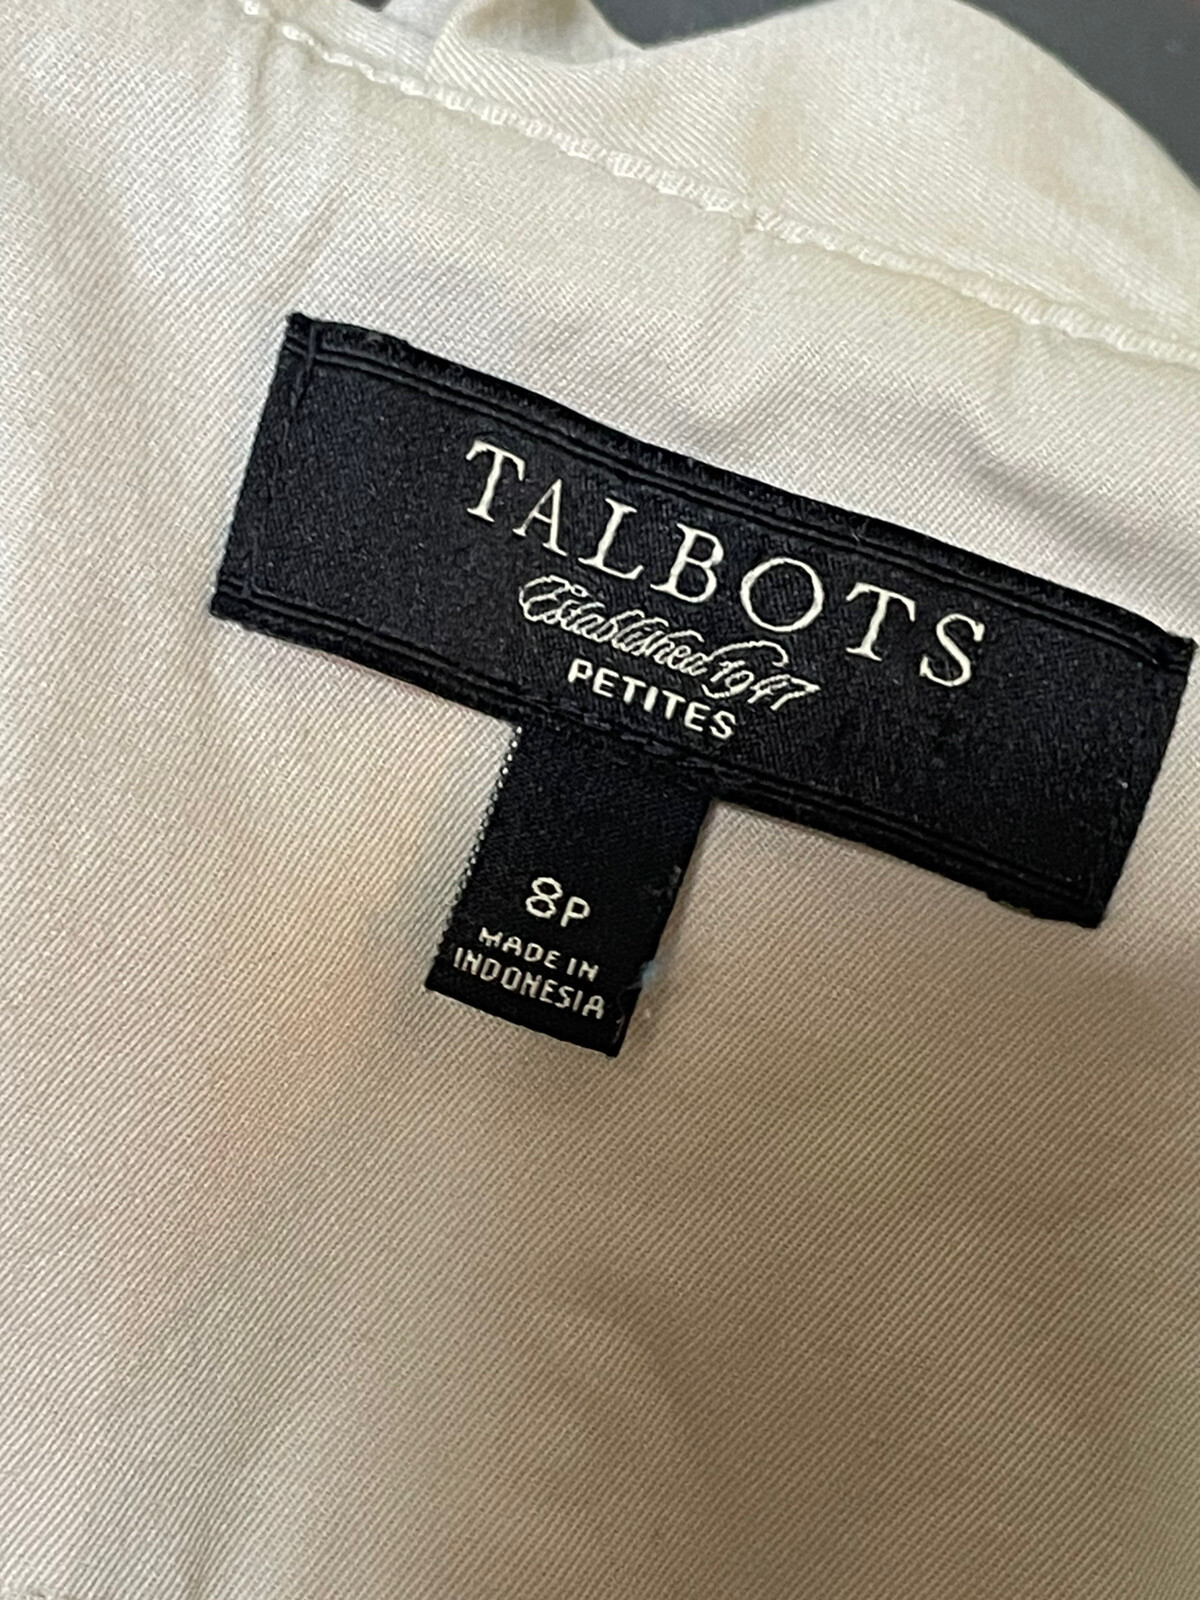 TALBOTS
Established 1947
PETITES
8P
MADE IN
INDONESIA